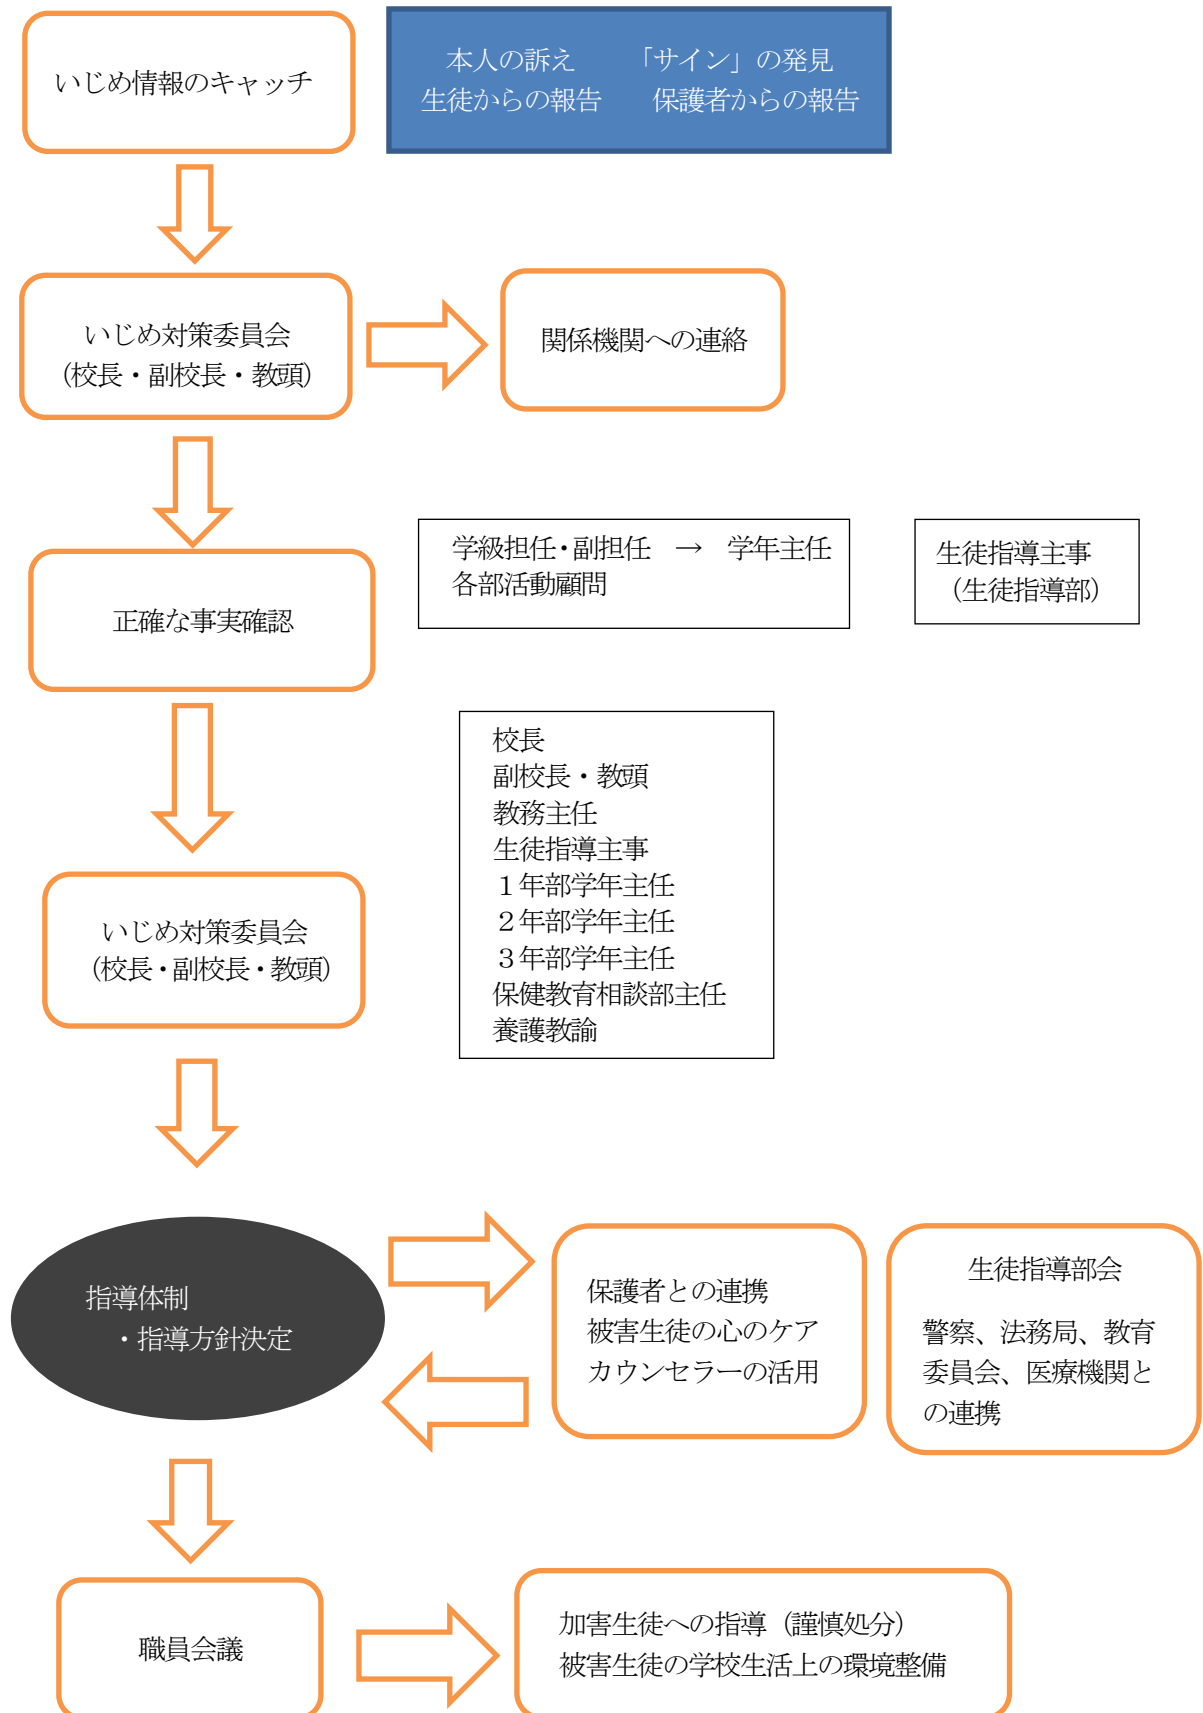 いじめ情報のキャッチ
本人の訴え　　「サイン」の発見
生徒からの報告　　保護者からの報告
いじめ対策委員会
（校長・副校長・教頭）
関係機関への連絡
正確な事実確認
学級担任・副担任　→　学年主任
各部活動顧問
生徒指導主事
（生徒指導部）
校長
副校長・教頭
教務主任
生徒指導主事
１年部学年主任
２年部学年主任
３年部学年主任
保健教育相談部主任
養護教諭
いじめ対策委員会
（校長・副校長・教頭）
指導体制
・指導方針決定
保護者との連携
被害生徒の心のケア
カウンセラーの活用
生徒指導部会
警察、法務局、教育
委員会、医療機関と
の連携
職員会議
加害生徒への指導（謹慎処分）
被害生徒の学校生活上の環境整備